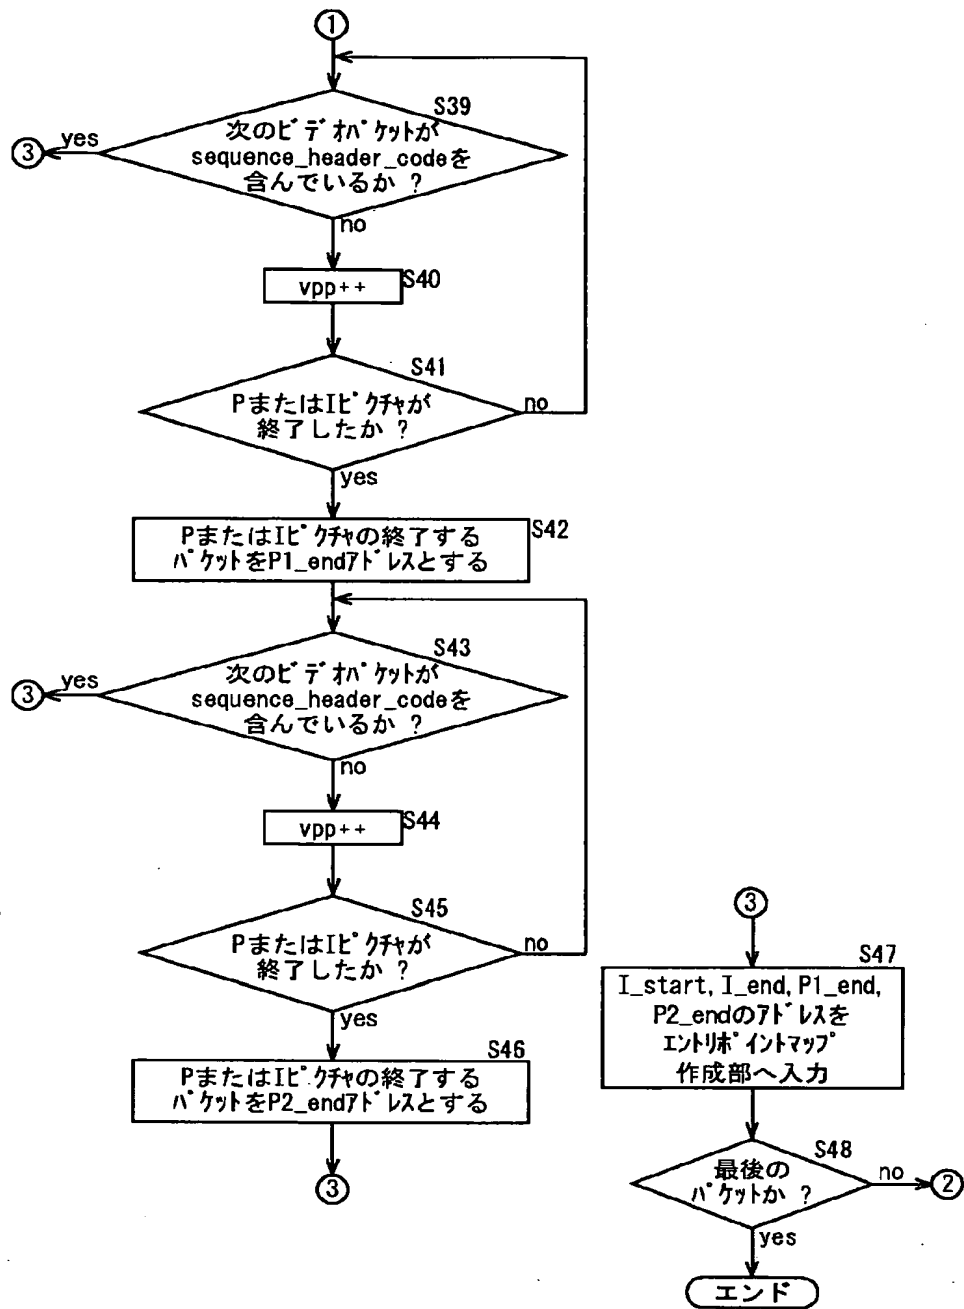 ①
S39
次のビデオパケットが
sequence_header_codeを
含んでいるか ?
yes
③
no
vpp++
S40
S41
PまたはIピクチャが
終了したか ?
no
yes
S42
PまたはIピクチャの終了する
パケットをP1_endアドレスとする
S43
次のビデオパケットが
sequence_header_codeを
含んでいるか ?
yes
③
no
vpp++
S44
S45
PまたはIピクチャが
終了したか ?
no
yes
S46
PまたはIピクチャの終了する
パケットをP2_endアドレスとする
③
③
S47
I_start, I_end, P1_end,
P2_endのアドレスを
エントリポイントマップ
作成部へ入力
S48
最後の
パケットか ?
no
②
yes
エンド